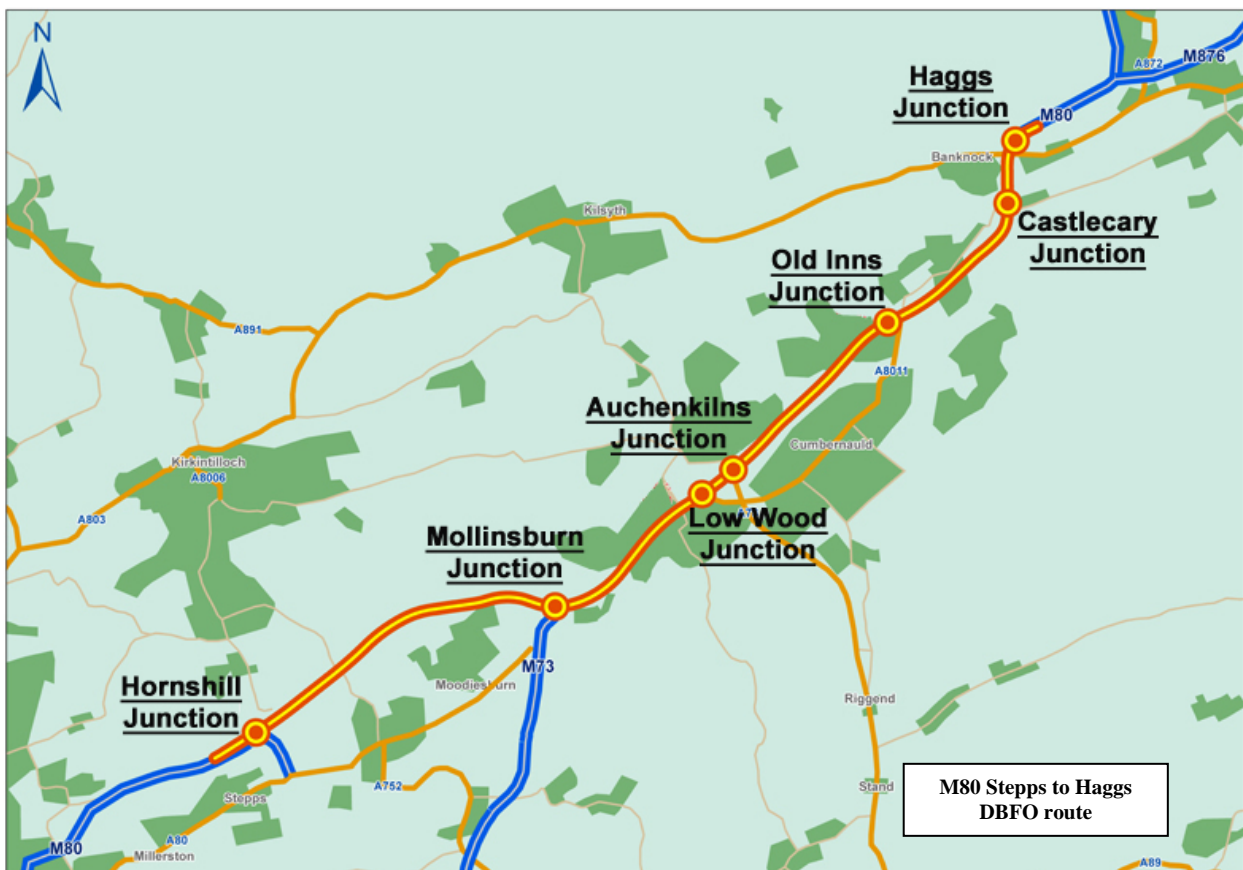 N
A872
M876
Haggs
Junction
M80
Banknock
Castlecary
Junction
Kilsyth
Old Inns
Junction
A891
A8011
Auchenkilns
Junction
Cumbernauld
Kirkintilloch
A8006
A803
Low Wood
Junction
Mollinsburn
Junction
M73
Moodiesburn
Hornshill
Junction
Riggend
Stand
M80 Stepps to Haggs
DBFO route
A752
Stepps
A80
M80
Millerston
A89